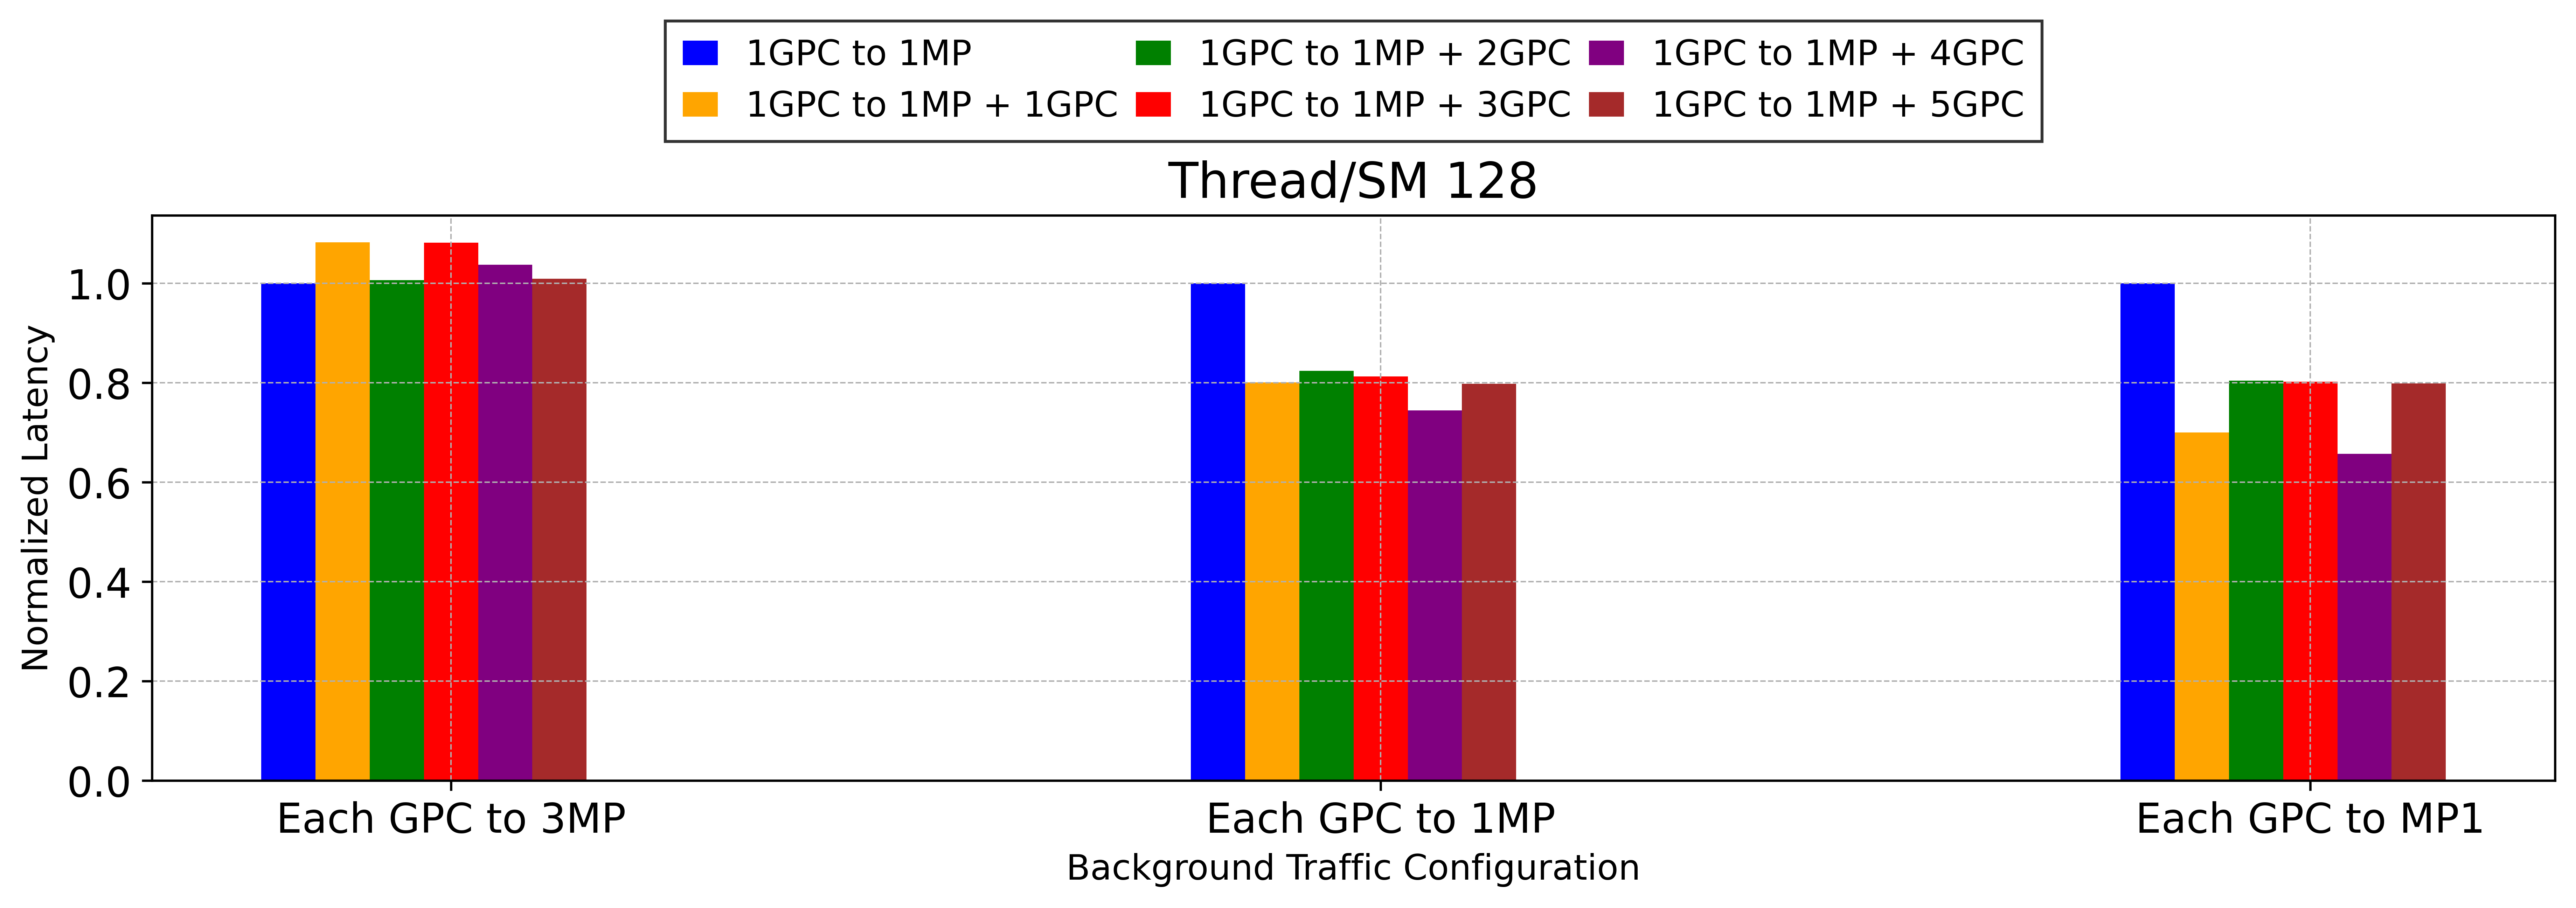 1GPC to 1MP
1GPC to 1MP + 1GPC
1GPC to 1MP + 2GPC
1GPC to 1MP + 3GPC
1GPC to 1MP + 4GPC
1GPC to 1MP + 5GPC
Thread/SM 128
Normalized Latency
1.0
0.8
0.6
0.4
0.2
0.0
Each GPC to 3MP
Each GPC to 1MP
Each GPC to MP1
Background Traffic Configuration